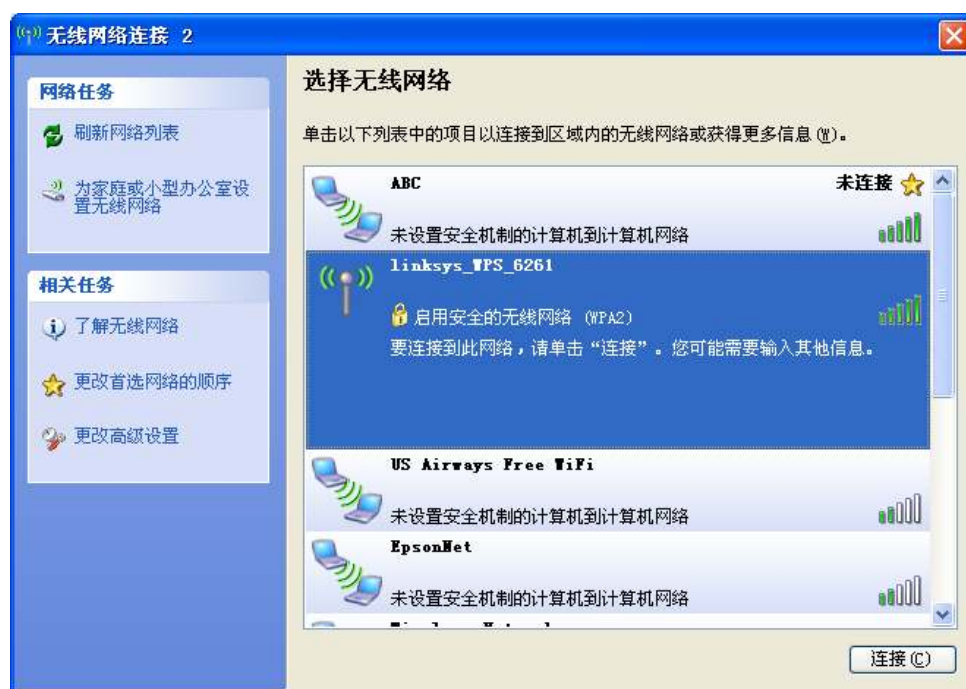 无线网络连接 2
网络任务
刷新网络列表
为家庭或小型办公室设
置无线网络
相关任务
了解无线网络
更改首选网络的顺序
更改高级设置
选择无线网络
单击以下列表中的项目以连接到区域内的无线网络或获得更多信息(W)。
ABC
未连接
未设置安全机制的计算机到计算机网络
linksys_WPS_6261
启用安全的无线网络 (WPA2)
要连接到此网络，请单击“连接”。您可能需要输入其他信息。
US Airways Free WiFi
未设置安全机制的计算机到计算机网络
EpsonNet
未设置安全机制的计算机到计算机网络
连接(C)